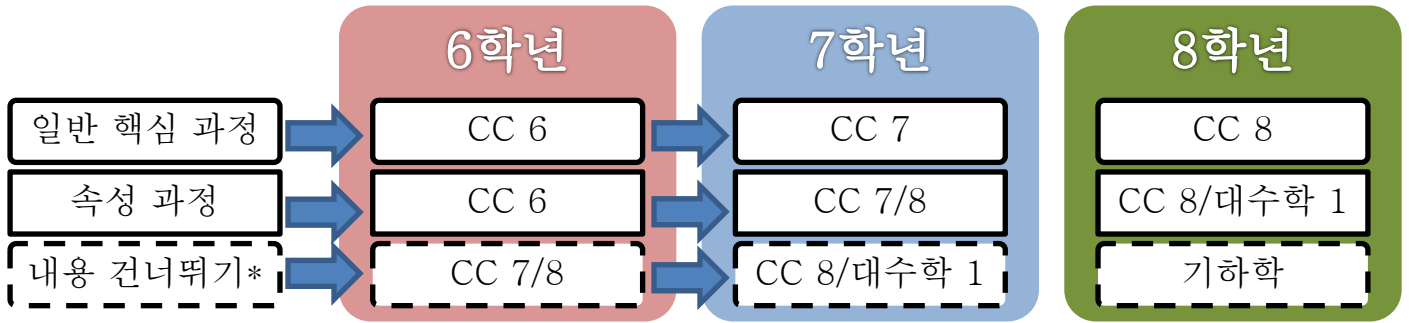 6학년 7학년 8학년
일반 핵심 과정 CC 6 CC 7 CC 8
속성 과정 CC 6 CC 7/8 CC 8/대수학 1
내용 건너뛰기* CC 7/8 CC 8/대수학 1 기하학